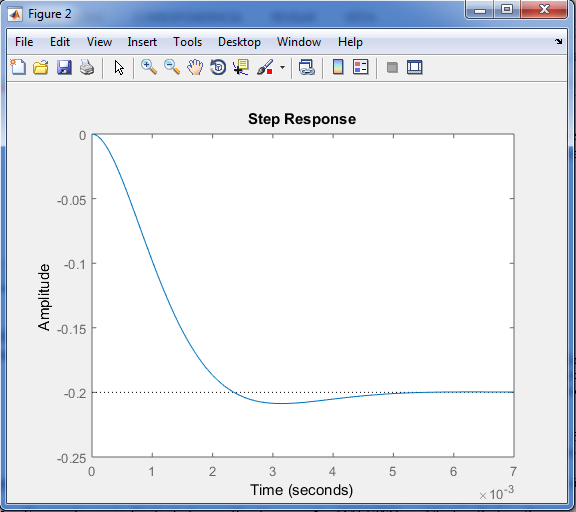 Figure 2
File Edit View Insert Tools Desktop Window Help
Step Response
0
-0.05
-0.1
-0.15
-0.2
-0.25
Amplitude
0 1 2 3 4 5 6 7
Time (seconds)
×10-3